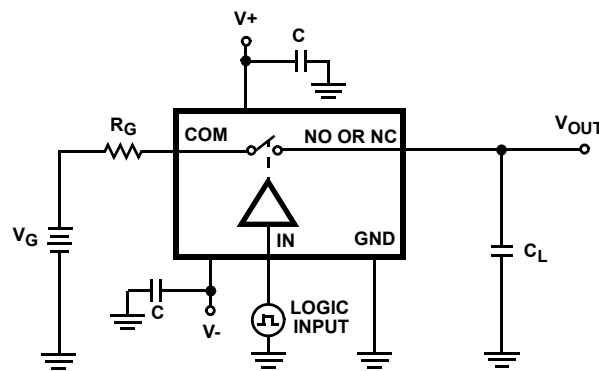 V+
C
RG
COM
NO OR NC
VOUT
VG
IN
GND
CL
C
V-
LOGIC
INPUT